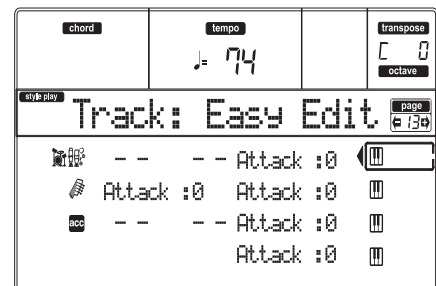 chord tempo transpose
♩= 74 C 0
octave
style play Track: Easy Edit page
13
-- -- Attack :0
Attack :0 Attack :0
acc -- -- Attack :0
Attack :0